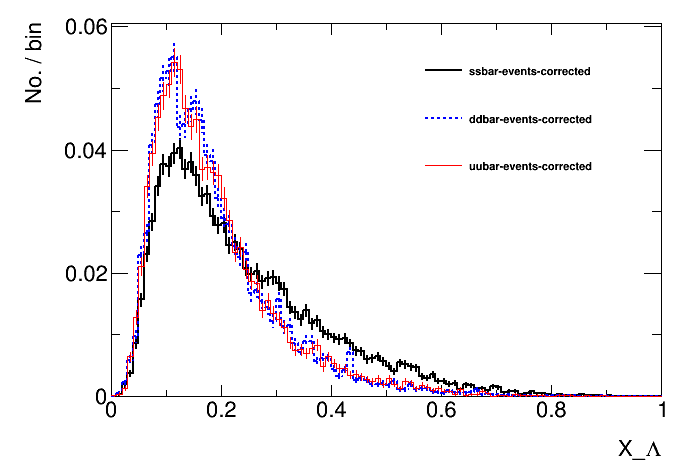 No. / bin
0.06
0.04
0.02
0
ssbar-events-corrected
ddbar-events-corrected
uubar-events-corrected
0 0.2 0.4 0.6 0.8 1
X_Λ